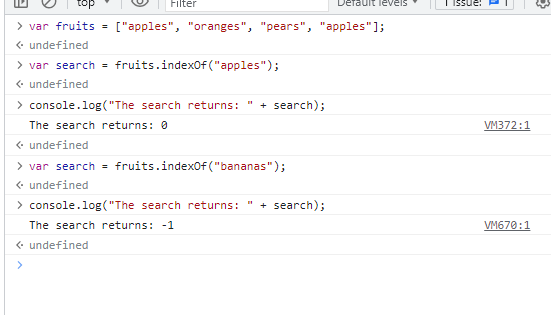 top Filter Default levels 1 Issue: 1
var fruits = ["apples", "oranges", "pears", "apples"];
undefined
var search = fruits.indexOf("apples");
undefined
console.log("The search returns: " + search);
The search returns: 0 VM372:1
undefined
var search = fruits.indexOf("bananas");
undefined
console.log("The search returns: " + search);
The search returns: -1 VM670:1
undefined